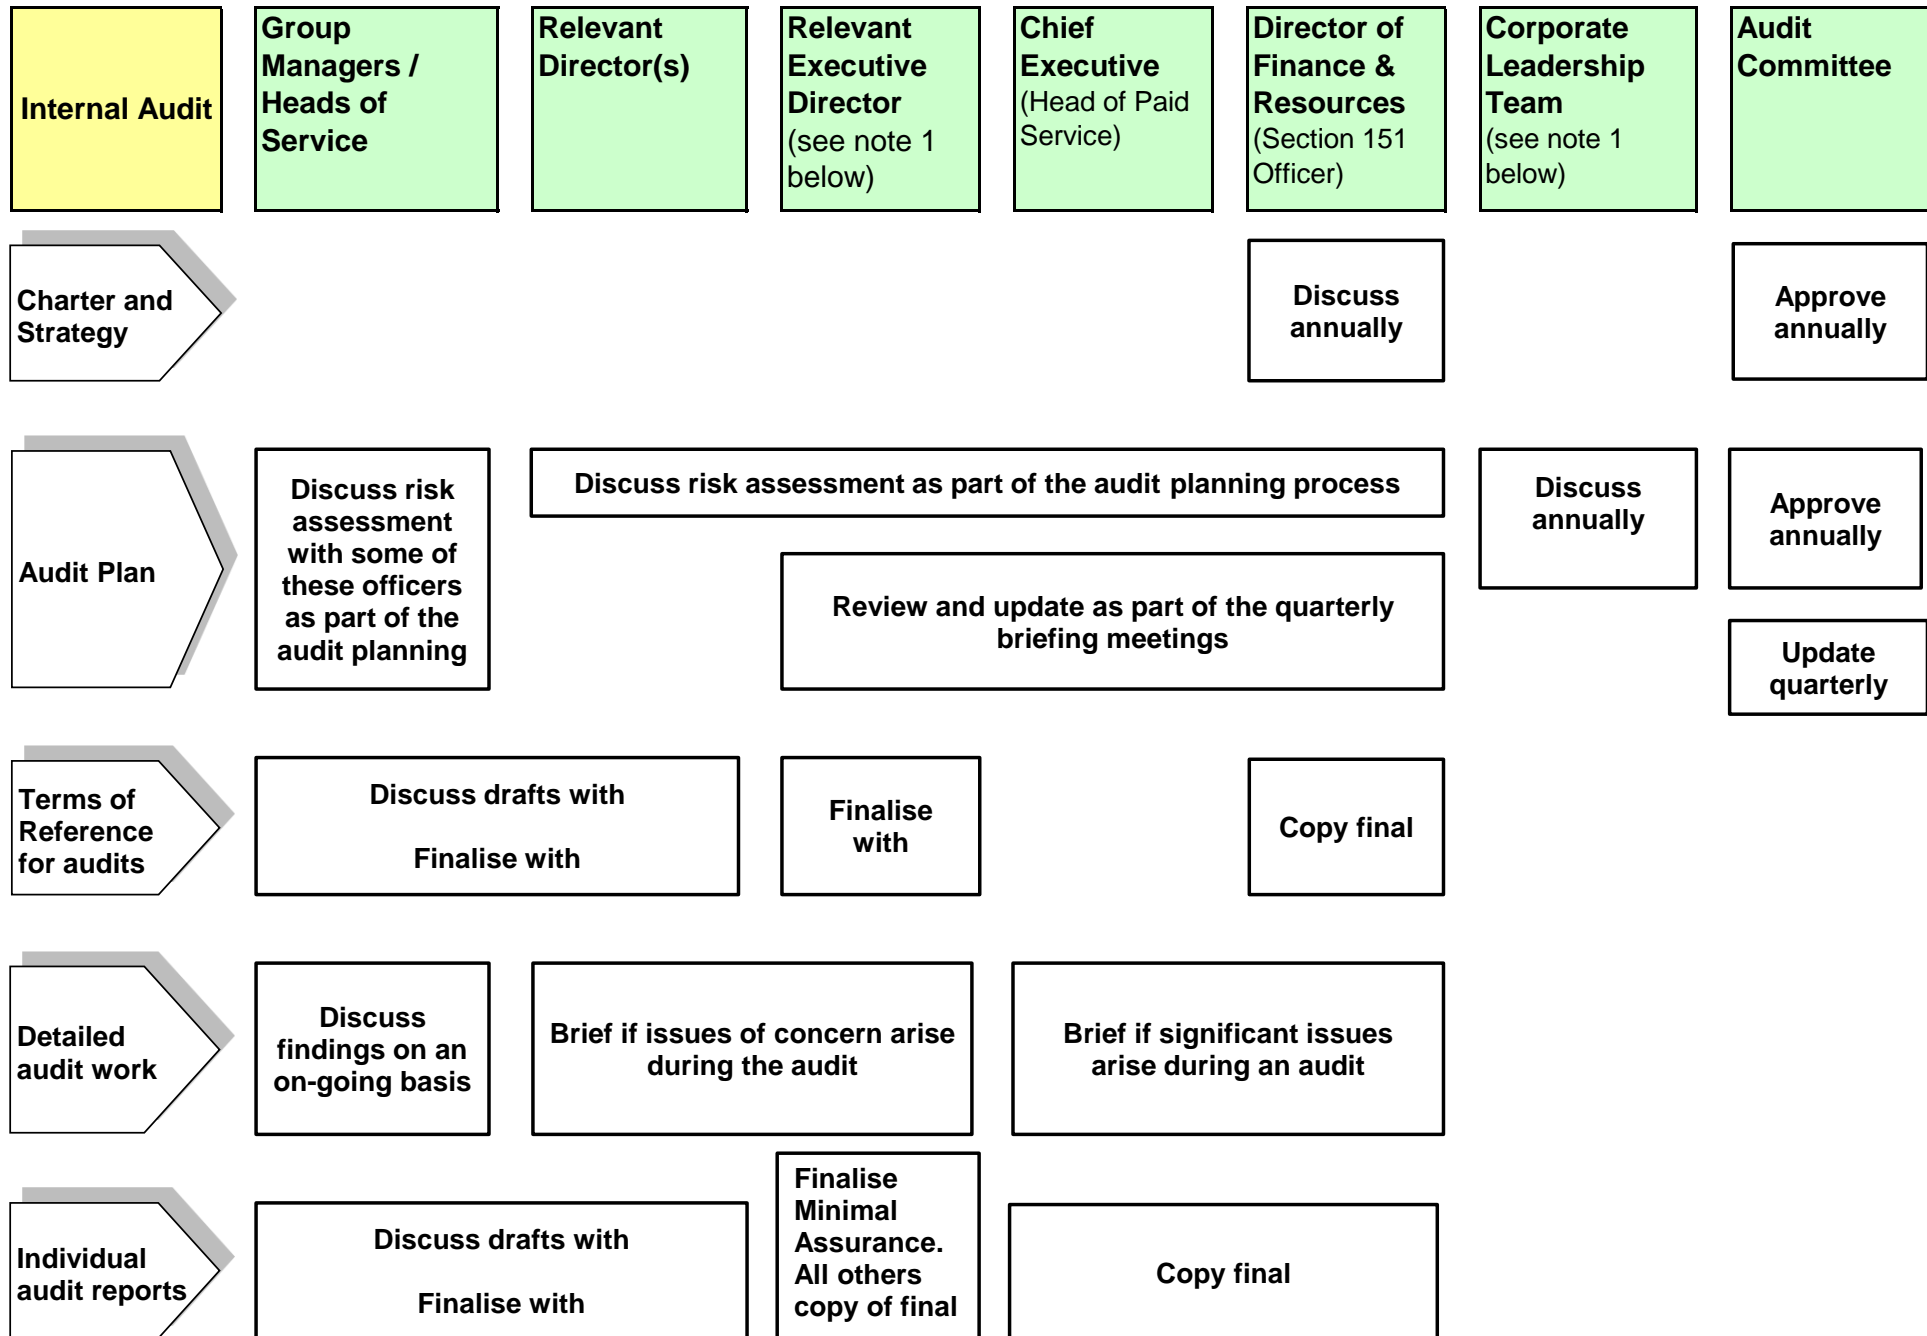 Internal Audit
Group
Managers /
Heads of
Service
Relevant
Director(s)
Relevant
Executive
Director
(see note 1
below)
Chief
Executive
(Head of Paid
Service)
Director of
Finance &
Resources
(Section 151
Officer)
Corporate
Leadership
Team
(see note 1
below)
Audit
Committee
Charter and
Strategy
Discuss
annually
Approve
annually
Audit Plan
Discuss risk
assessment
with some of
these officers
as part of the
audit planning
Discuss risk assessment as part of the audit planning process
Review and update as part of the quarterly
briefing meetings
Discuss
annually
Approve
annually
Update
quarterly
Terms of
Reference
for audits
Discuss drafts with
Finalise with
Finalise
with
Copy final
Detailed
audit work
Discuss
findings on an
on-going basis
Brief if issues of concern arise
during the audit
Brief if significant issues
arise during an audit
Individual
audit reports
Discuss drafts with
Finalise with
Finalise
Minimal
Assurance.
All others
copy of final
Copy final